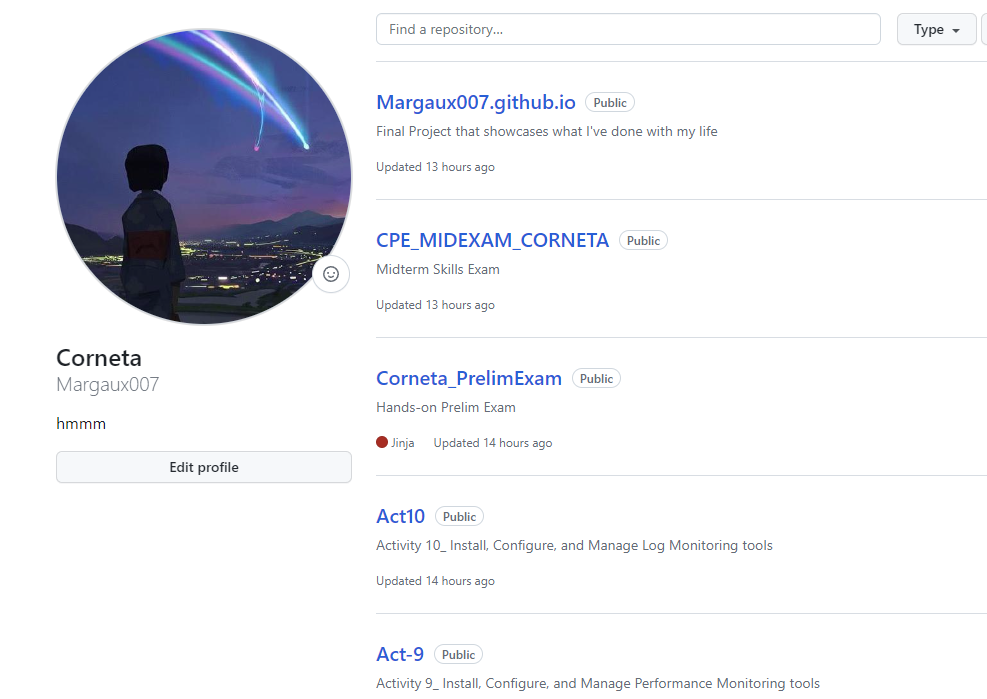 Find a repository...
Type
Margaux007.github.io Public
Final Project that showcases what I've done with my life
Updated 13 hours ago
CPE_MIDEXAM_CORNETA Public
Midterm Skills Exam
Updated 13 hours ago
Corneta_PrelimExam Public
Hands-on Prelim Exam
Jinja Updated 14 hours ago
Act10 Public
Activity 10_ Install, Configure, and Manage Log Monitoring tools
Updated 14 hours ago
Act-9 Public
Activity 9_ Install, Configure, and Manage Performance Monitoring tools
Corneta
Margaux007
hmmm
Edit profile